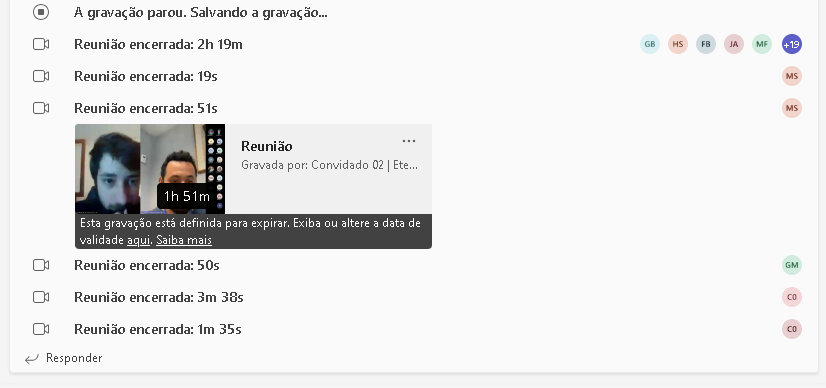 A gravação parou. Salvando a gravação...
Reunião encerrada: 2h 19m GB HS FB JA MF +19
Reunião encerrada: 19s MS
Reunião encerrada: 51s MS
Reunião ...
Gravada por: Convidado 02 | Ete...
1h 51m
Esta gravação está definida para expirar. Exiba ou altere a data de
validade aqui. Saiba mais
Reunião encerrada: 50s GM
Reunião encerrada: 3m 38s C0
Reunião encerrada: 1m 35s C0
Responder